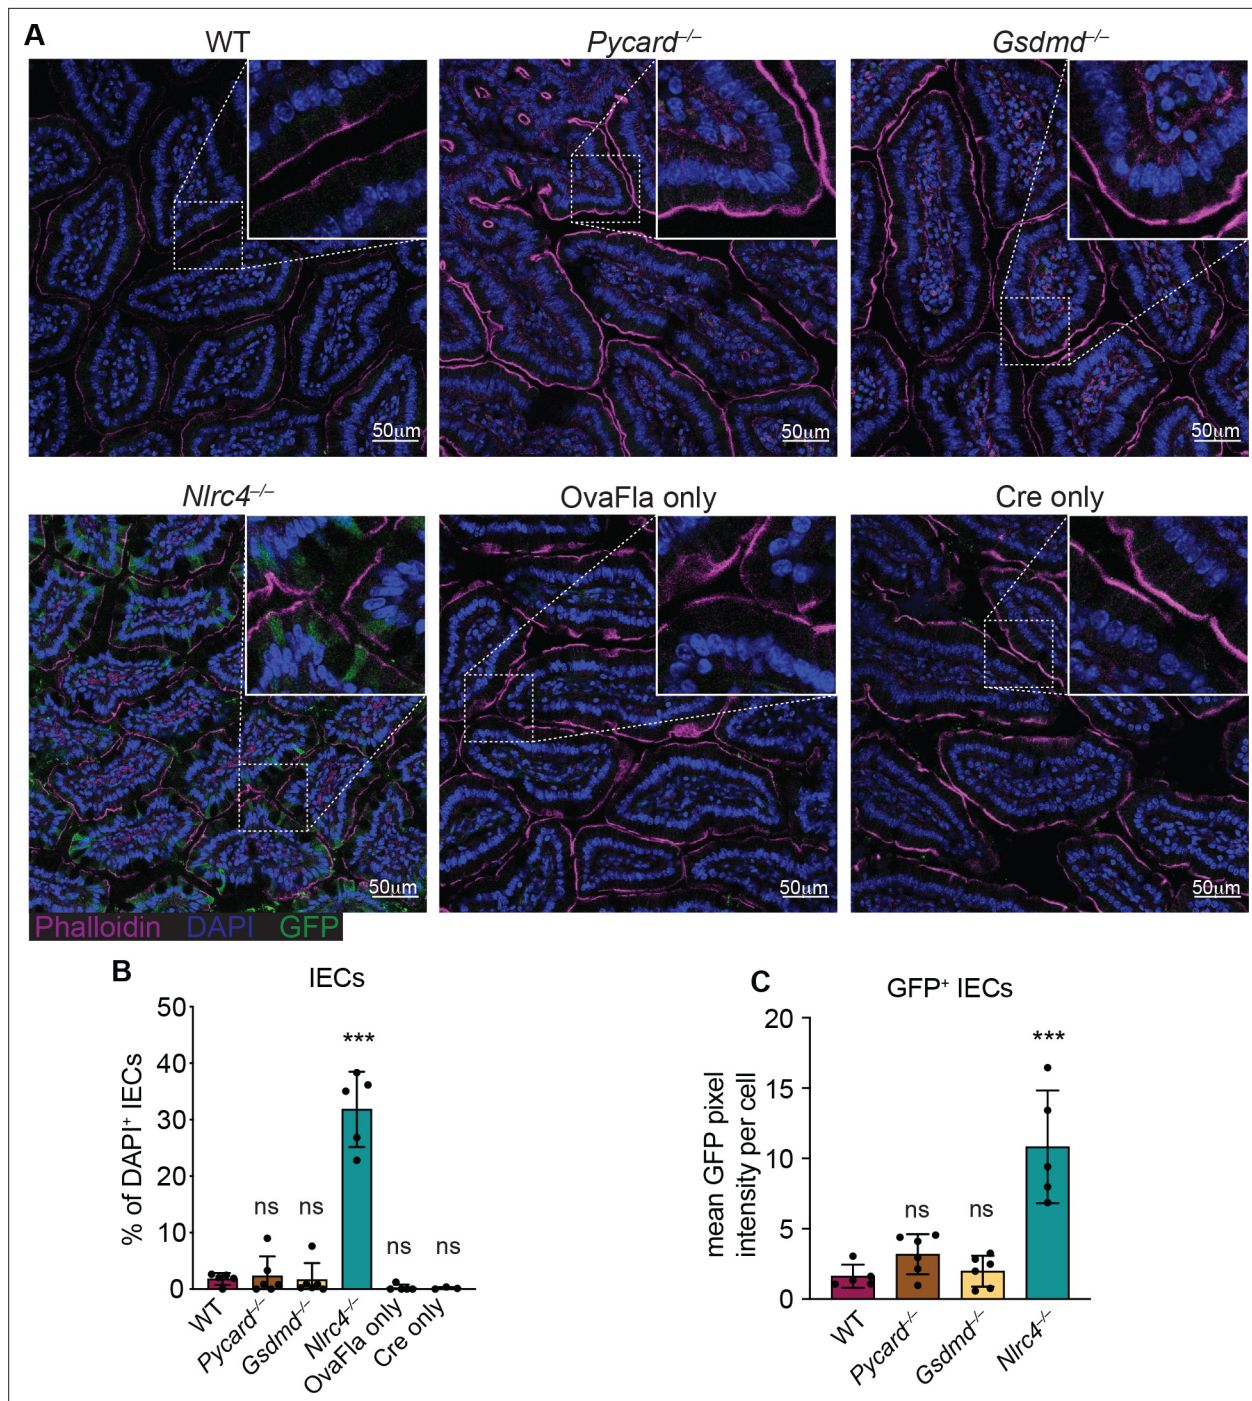 A
WT
Pycard–/–
Gsdmd–/–
50μm
50μm
50μm
Nlrc4–/–
OvaFla only
Cre only
50μm
50μm
50μm
Phalloidin DAPI GFP
B
IECs
% of DAPI+ IECs
50
40
30
20
10
0
ns
ns
***
ns
ns
WT
Pycard–/–
Gsdmd–/–
Nlrc4–/–
OvaFla only
Cre only
C
GFP+ IECs
mean GFP pixel
intensity per cell
20
15
10
5
0
ns
ns
***
WT
Pycard–/–
Gsdmd–/–
Nlrc4–/–